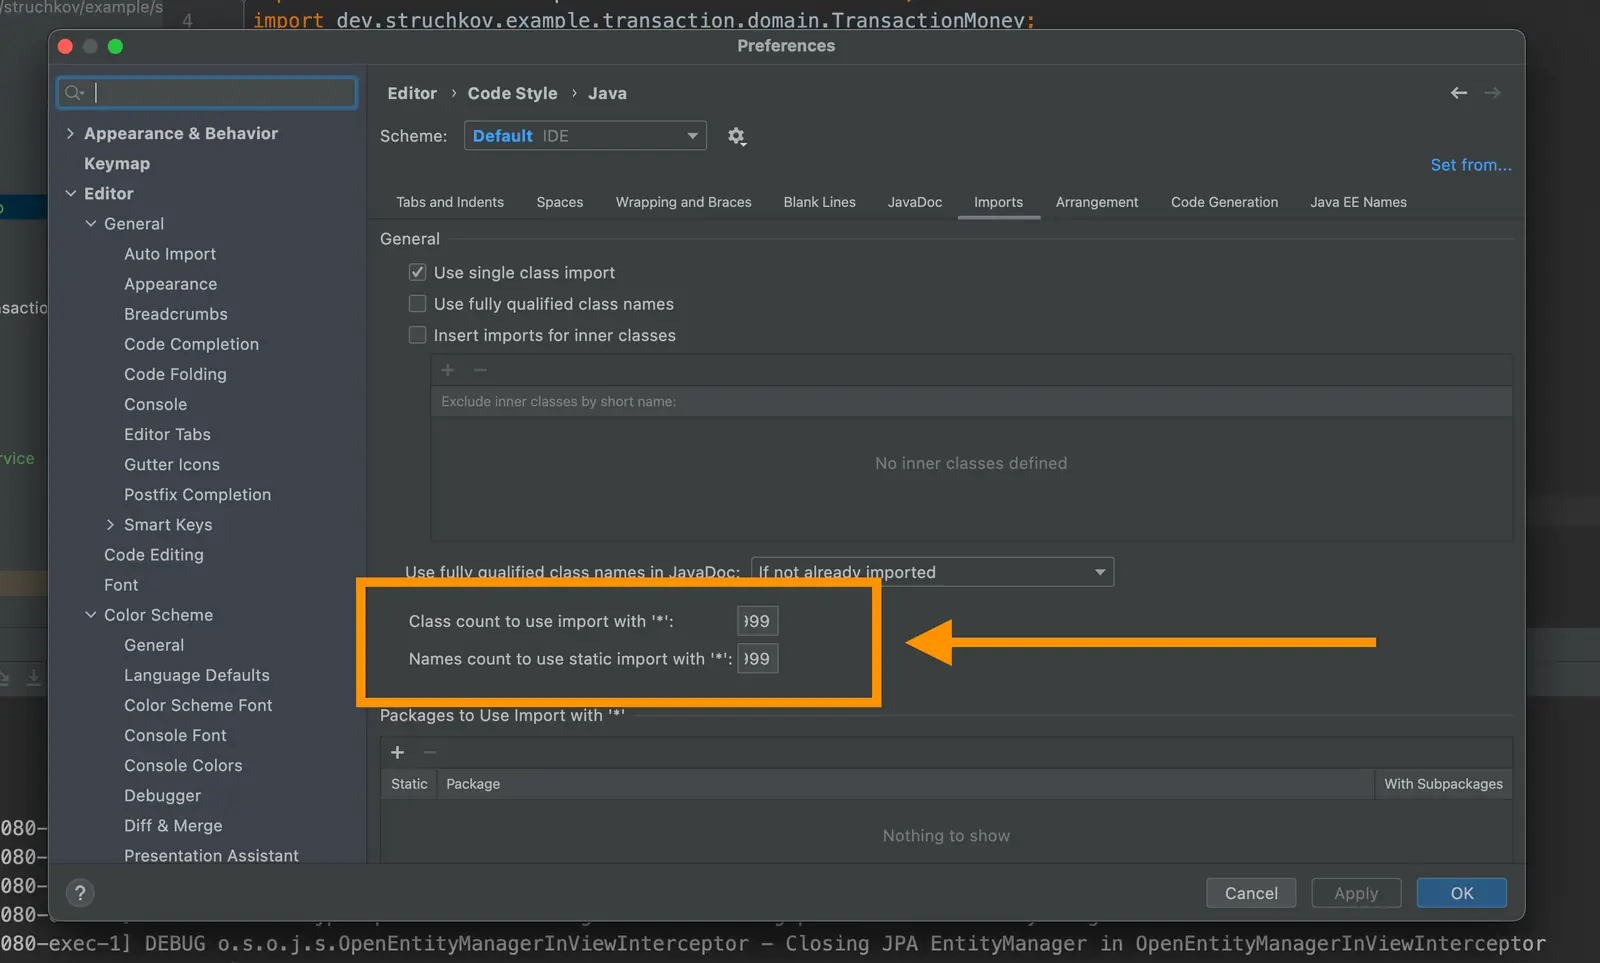 /struchkov/example/s
4 import dev.struchkov.example.transaction.domain.TransactionMoney;
Preferences
Editor › Code Style › Java
Scheme: Default IDE
Set from...
Appearance & Behavior
Keymap
Editor
General
Auto Import
Appearance
Breadcrumbs
Code Completion
Code Folding
Console
Editor Tabs
Gutter Icons
Postfix Completion
Smart Keys
Code Editing
Font
Color Scheme
General
Language Defaults
Color Scheme Font
Console Font
Console Colors
Debugger
Diff & Merge
Presentation Assistant
Tabs and Indents Spaces Wrapping and Braces Blank Lines JavaDoc Imports Arrangement Code Generation Java EE Names
General
Use single class import
Use fully qualified class names
Insert imports for inner classes
+ −
Exclude inner classes by short name:
No inner classes defined
Use fully qualified class names in JavaDoc: If not already imported
Class count to use import with '*': 999
Names count to use static import with '*': 999
Packages to Use Import with '*'
+ −
Static Package With Subpackages
Nothing to show
? Cancel Apply OK
nsactio
rvice
080-
080-
080-
080-
080-exec-1] DEBUG o.s.o.j.s.OpenEntityManagerInViewInterceptor - Closing JPA EntityManager in OpenEntityManagerInViewInterceptor